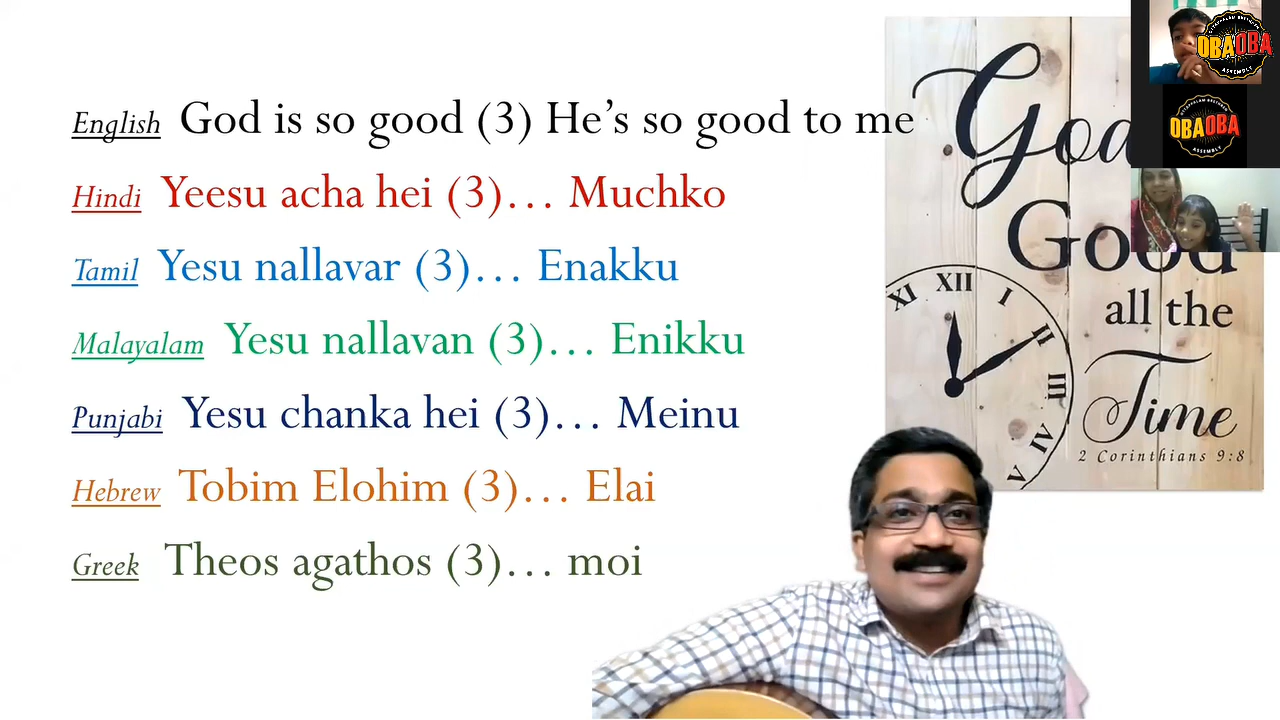 English God is so good (3) He’s so good to me
Hindi Yeesu acha hei (3)… Muchko
Tamil Yesu nallavar (3)… Enakku
Malayalam Yesu nallavan (3)… Enikku
Punjabi Yesu chanka hei (3)… Meinu
Hebrew Tobim Elohim (3)… Elai
Greek Theos agathos (3)… moi
God
Good
all the
Time
2 Corinthians 9:8
XI XII I II III IV V
OBAOBA
ASSEMBLY
OBAOBA
ASSEMBLY